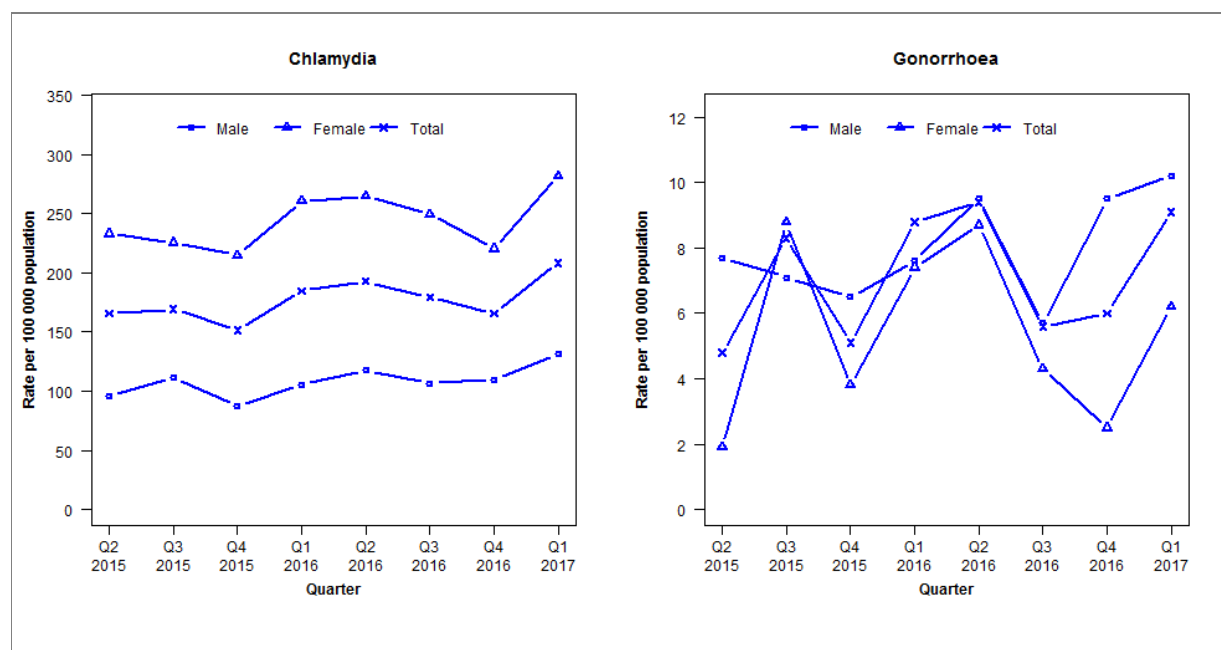 Chlamydia
350
300
250
200
150
100
50
0
Rate per 100 000 population
Male Female Total
Q2 Q3 Q4 Q1 Q2 Q3 Q4 Q1
2015 2015 2015 2016 2016 2016 2016 2017
Quarter
Gonorrhoea
12
10
8
6
4
2
0
Rate per 100 000 population
Male Female Total
Q2 Q3 Q4 Q1 Q2 Q3 Q4 Q1
2015 2015 2015 2016 2016 2016 2016 2017
Quarter